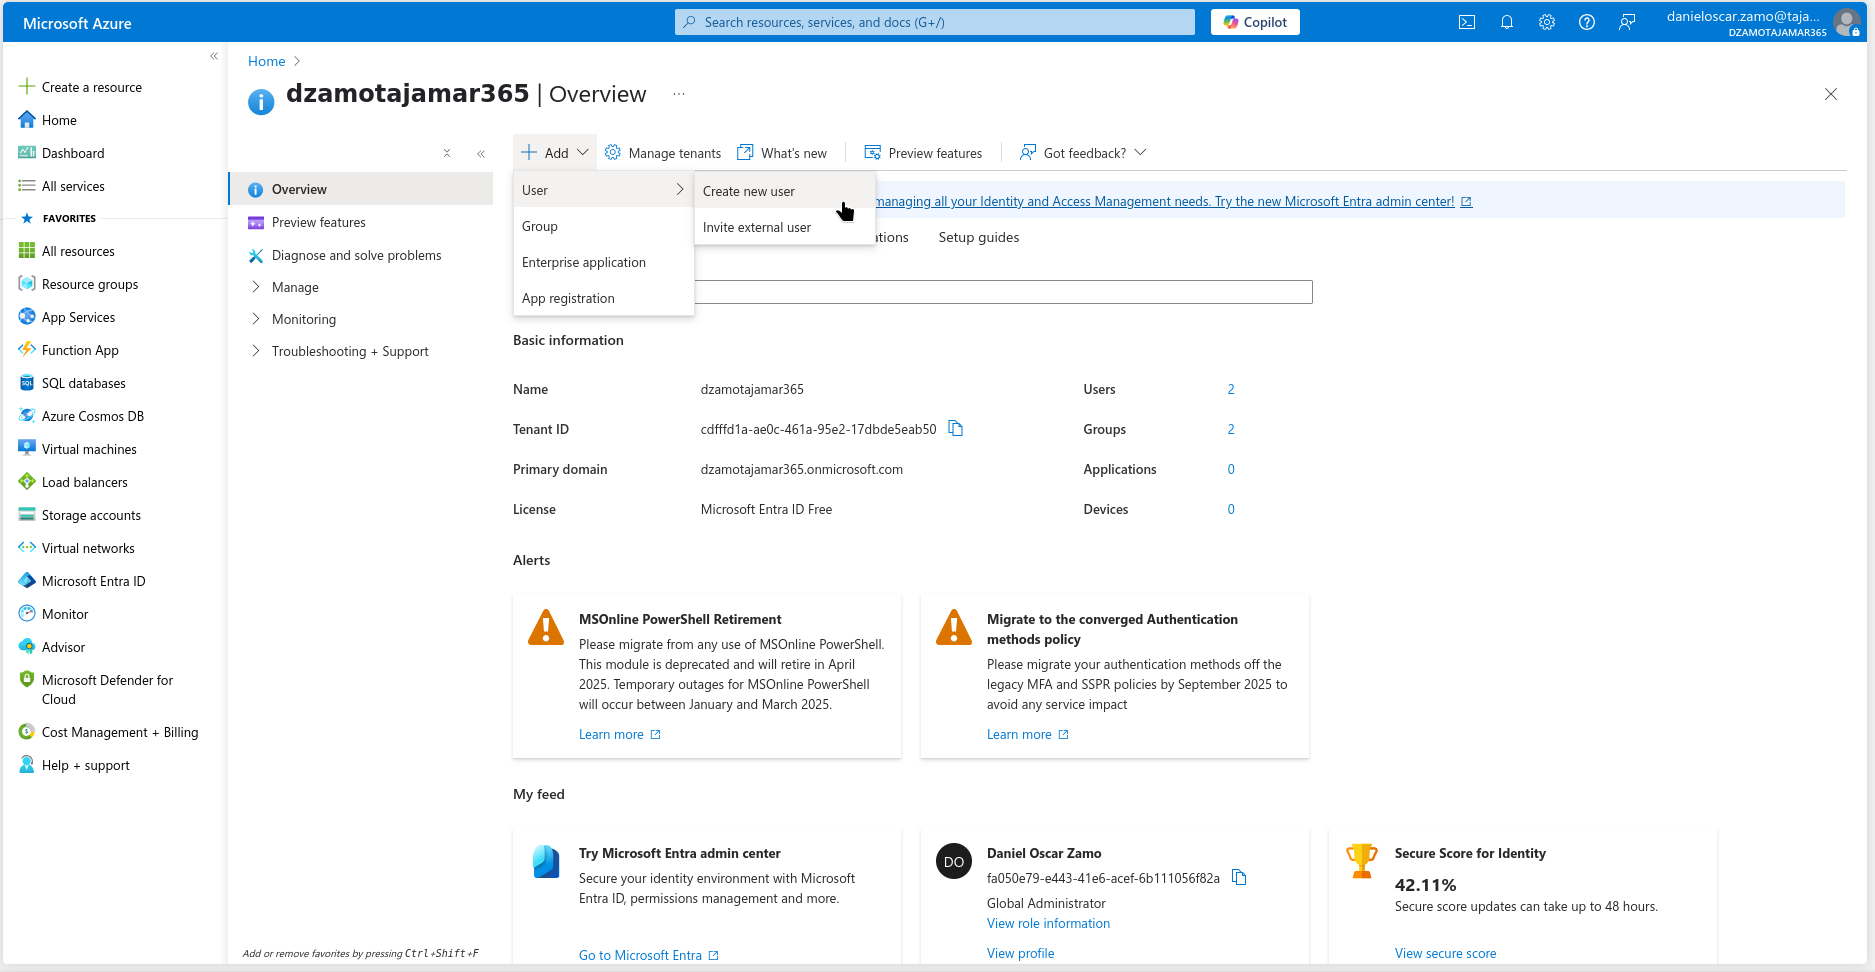 Microsoft Azure
Search resources, services, and docs (G+/)
Copilot
danieloscar.zamo@taja...
DZAMOTAJAMAR365
Create a resource
Home
Dashboard
All services
FAVORITES
All resources
Resource groups
App Services
Function App
SQL databases
Azure Cosmos DB
Virtual machines
Load balancers
Storage accounts
Virtual networks
Microsoft Entra ID
Monitor
Advisor
Microsoft Defender for
Cloud
Cost Management + Billing
Help + support
Home
dzamotajamar365 | Overview
Overview
Preview features
Diagnose and solve problems
Manage
Monitoring
Troubleshooting + Support
Add or remove favorites by pressing Ctrl+Shift+F
Add
Manage tenants
What's new
Preview features
Got feedback?
User
Group
Enterprise application
App registration
Create new user
Invite external user
managing all your Identity and Access Management needs. Try the new Microsoft Entra admin center!
ations
Setup guides
Basic information
Name
dzamotajamar365
Users
2
Tenant ID
cdfffd1a-ae0c-461a-95e2-17dbde5eab50
Groups
2
Primary domain
dzamotajamar365.onmicrosoft.com
Applications
0
License
Microsoft Entra ID Free
Devices
0
Alerts
MSOnline PowerShell Retirement
Please migrate from any use of MSOnline PowerShell.
This module is deprecated and will retire in April
2025. Temporary outages for MSOnline PowerShell
will occur between January and March 2025.
Learn more
Migrate to the converged Authentication
methods policy
Please migrate your authentication methods off the
legacy MFA and SSPR policies by September 2025 to
avoid any service impact
Learn more
My feed
Try Microsoft Entra admin center
Secure your identity environment with Microsoft
Entra ID, permissions management and more.
Go to Microsoft Entra
DO
Daniel Oscar Zamo
fa050e79-e443-41e6-acef-6b111056f82a
Global Administrator
View role information
View profile
Secure Score for Identity
42.11%
Secure score updates can take up to 48 hours.
View secure score